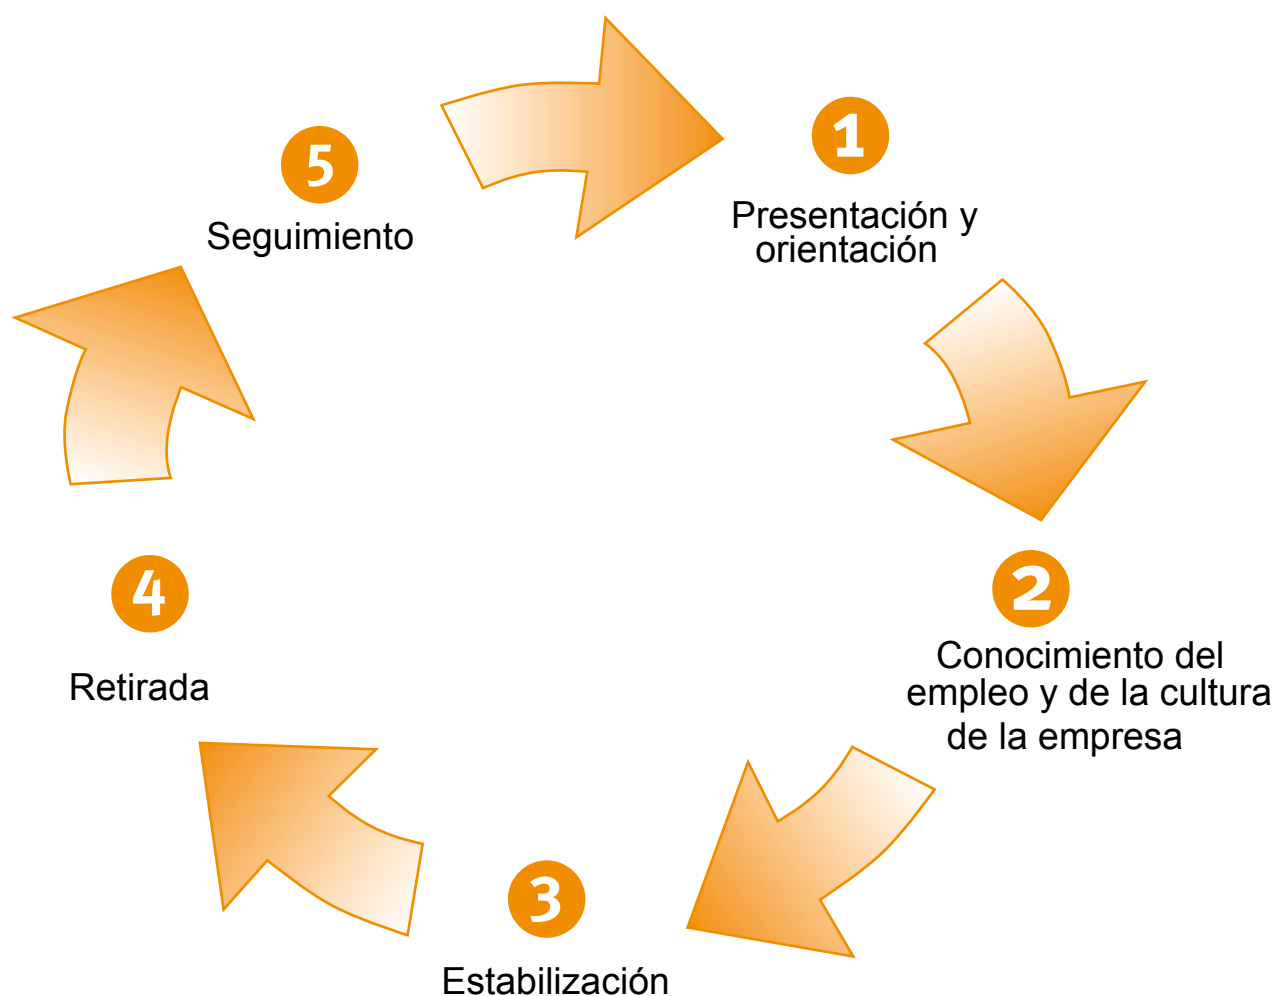 1
Presentación y
orientación
2
Conocimiento del
empleo y de la cultura
de la empresa
3
Estabilización
4
Retirada
5
Seguimiento